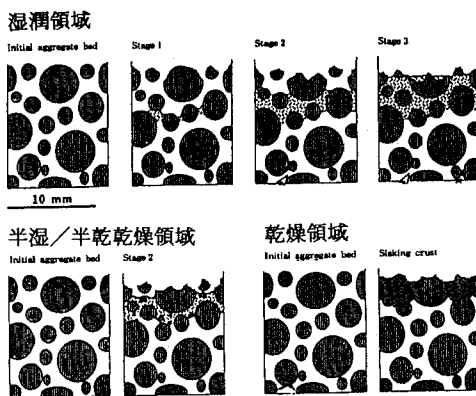 湿潤領域
Initial aggregate bed
Stage 1
Stage 2
Stage 3
10 mm
半湿／半乾乾燥領域
乾燥領域
Initial aggregate bed
Stage 2
Initial aggregate bed
Slaking crust